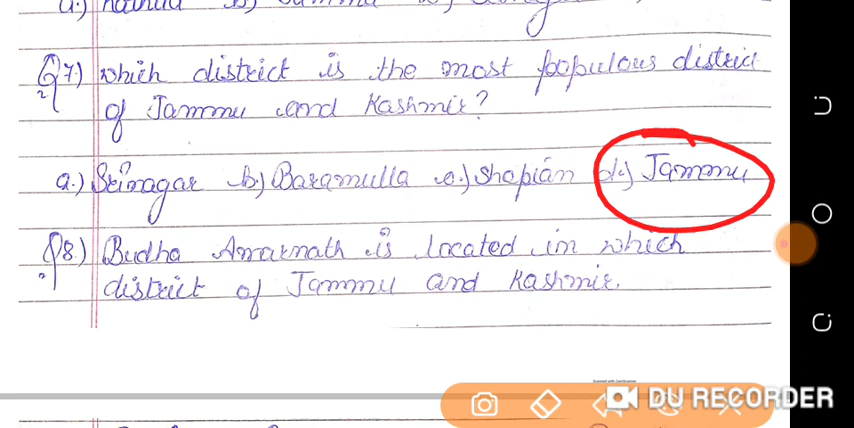 Q7.) which district is the most populous district
of Jammu and Kashmir?
a.) Srinagar b.) Baramulla c.) Shopian d.) Jammu
Q8.) Budha Amarnath is located in which
district of Jammu and Kashmir.
DU RECORDER